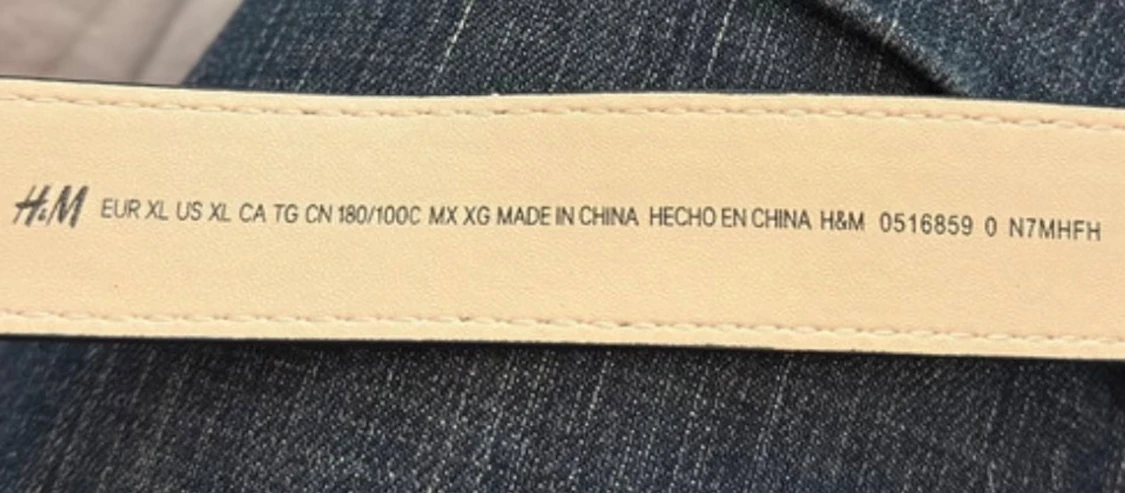 H&M EUR XL US XL CA TG CN 180/100C MX XG MADE IN CHINA HECHO EN CHINA H&M 0516859 0 N7MHFH